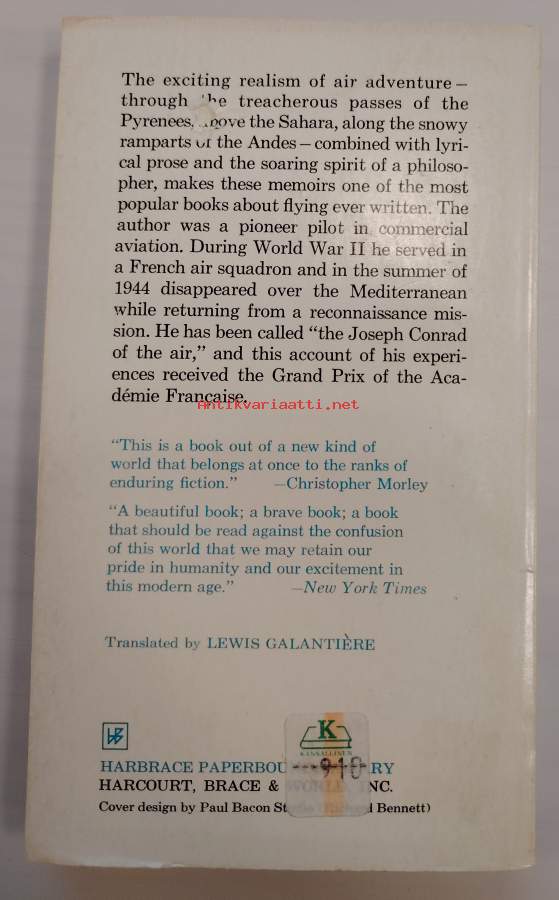 The exciting realism of air adventure —
through the treacherous passes of the
Pyrenees, above the Sahara, along the snowy
ramparts of the Andes — combined with lyri-
cal prose and the soaring spirit of a philoso-
pher, makes these memoirs one of the most
popular books about flying ever written. The
author was a pioneer pilot in commercial
aviation. During World War II he served in
a French air squadron and in the summer of
1944 disappeared over the Mediterranean
while returning from a reconnaissance mis-
sion. He has been called “the Joseph Conrad
of the air,” and this account of his experi-
ences received the Grand Prix of the Aca-
démie Française.
Antikvariaatti.net
“This is a book out of a new kind of
world that belongs at once to the ranks of
enduring fiction.” —Christopher Morley
“A beautiful book; a brave book; a book
that should be read against the confusion
of this world that we may retain our
pride in humanity and our excitement in
this modern age.” —New York Times
Translated by LEWIS GALANTIÈRE
K
KANSALLINEN
---910-
HARBRACE PAPERBOU RY
HARCOURT, BRACE & WORLD, INC.
Cover design by Paul Bacon Studio Bennett)